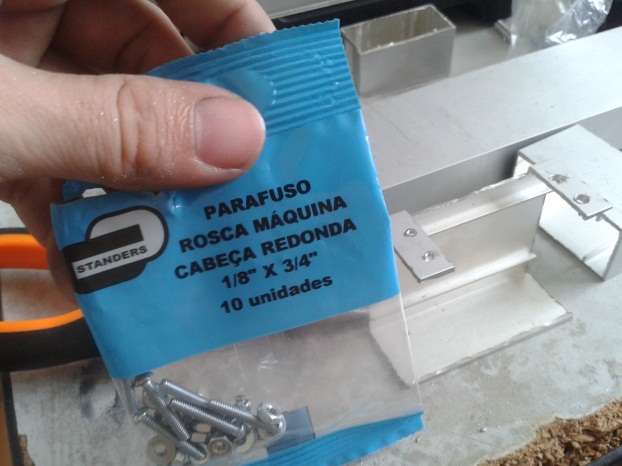 PARAFUSO
ROSCA MÁQUINA
CABEÇA REDONDA
1/8" X 3/4"
10 unidades
STANDERS